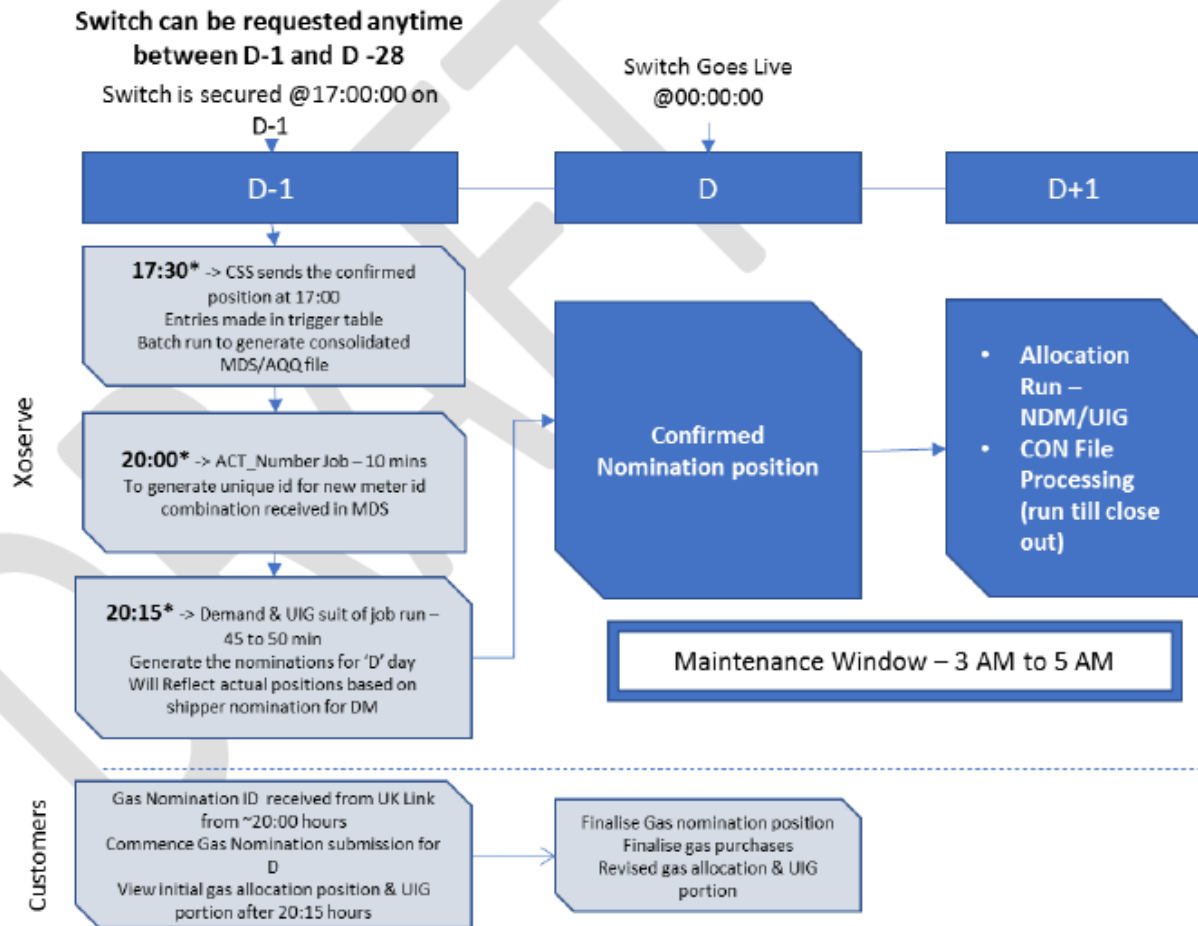 Switch can be requested anytime
between D-1 and D -28
Switch is secured @17:00:00 on
D-1
Switch Goes Live
@00:00:00
D-1
D
D+1
Xoserve
17:30* -> CSS sends the confirmed
position at 17:00
Entries made in trigger table
Batch run to generate consolidated
MDS/AQQ file
20:00* -> ACT_Number Job – 10 mins
To generate unique id for new meter id
combination received in MDS
20:15* -> Demand & UIG suit of job run –
45 to 50 min
Generate the nominations for 'D' day
Will Reflect actual positions based on
shipper nomination for DM
Confirmed
Nomination position
• Allocation
Run –
NDM/UIG
• CON File
Processing
(run till close
out)
Maintenance Window – 3 AM to 5 AM
Customers
Gas Nomination ID  received from UK Link
from ~20:00 hours
Commence Gas Nomination submission for
D
View initial gas allocation position & UIG
portion after 20:15 hours
Finalise Gas nomination position
Finalise gas purchases
Revised gas allocation & UIG
portion
DRAFT